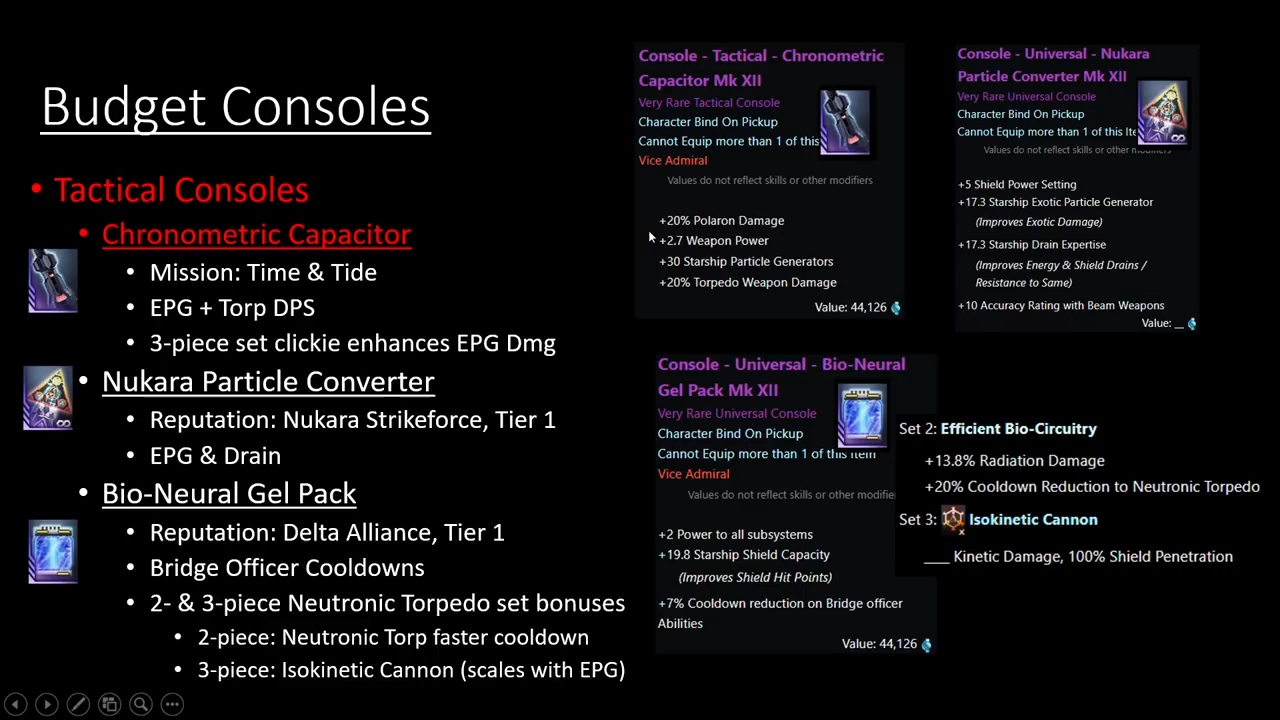 Budget Consoles
• Tactical Consoles
• Chronometric Capacitor
• Mission: Time & Tide
• EPG + Torp DPS
• 3-piece set clickie enhances EPG Dmg
• Nukara Particle Converter
• Reputation: Nukara Strikeforce, Tier 1
• EPG & Drain
• Bio-Neural Gel Pack
• Reputation: Delta Alliance, Tier 1
• Bridge Officer Cooldowns
• 2- & 3-piece Neutronic Torpedo set bonuses
• 2-piece: Neutronic Torp faster cooldown
• 3-piece: Isokinetic Cannon (scales with EPG)
Console - Tactical - Chronometric
Capacitor Mk XII
Very Rare Tactical Console
Character Bind On Pickup
Cannot Equip more than 1 of this
Vice Admiral
Values do not reflect skills or other modifiers
+20% Polaron Damage
+2.7 Weapon Power
+30 Starship Particle Generators
+20% Torpedo Weapon Damage
Value: 44,126
Console - Universal - Nukara
Particle Converter Mk XII
Very Rare Universal Console
Character Bind On Pickup
Cannot Equip more than 1 of this Ite
Values do not reflect skills or other modifiers
+5 Shield Power Setting
+17.3 Starship Exotic Particle Generator
(Improves Exotic Damage)
+17.3 Starship Drain Expertise
(Improves Energy & Shield Drains /
Resistance to Same)
+10 Accuracy Rating with Beam Weapons
Value: __
Console - Universal - Bio-Neural
Gel Pack Mk XII
Very Rare Universal Console
Character Bind On Pickup
Cannot Equip more than 1 of this Item
Vice Admiral
Values do not reflect skills or other modifie
+2 Power to all subsystems
+19.8 Starship Shield Capacity
(Improves Shield Hit Points)
+7% Cooldown reduction on Bridge officer
Abilities
Value: 44,126
Set 2: Efficient Bio-Circuitry
+13.8% Radiation Damage
+20% Cooldown Reduction to Neutronic Torpedo
Set 3: Isokinetic Cannon
___ Kinetic Damage, 100% Shield Penetration